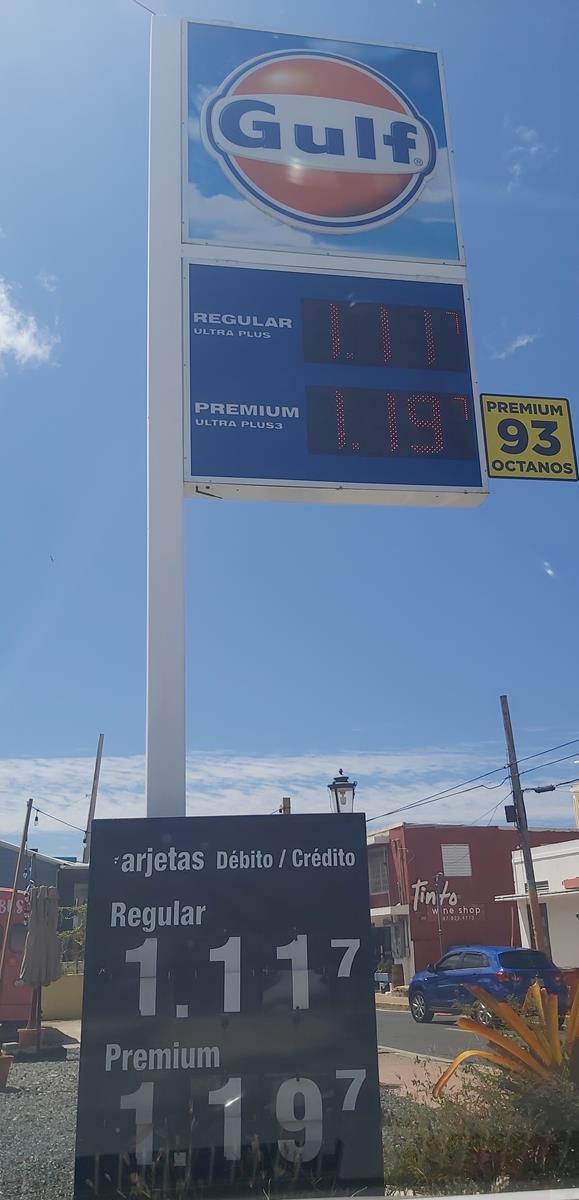 Gulf®
REGULAR 1.117
ULTRA PLUS
PREMIUM 1.197
ULTRA PLUS3
PREMIUM
93
OCTANOS
arjetas Débito / Crédito
Regular
1.117
Premium
1.197
Tinto
wine shop